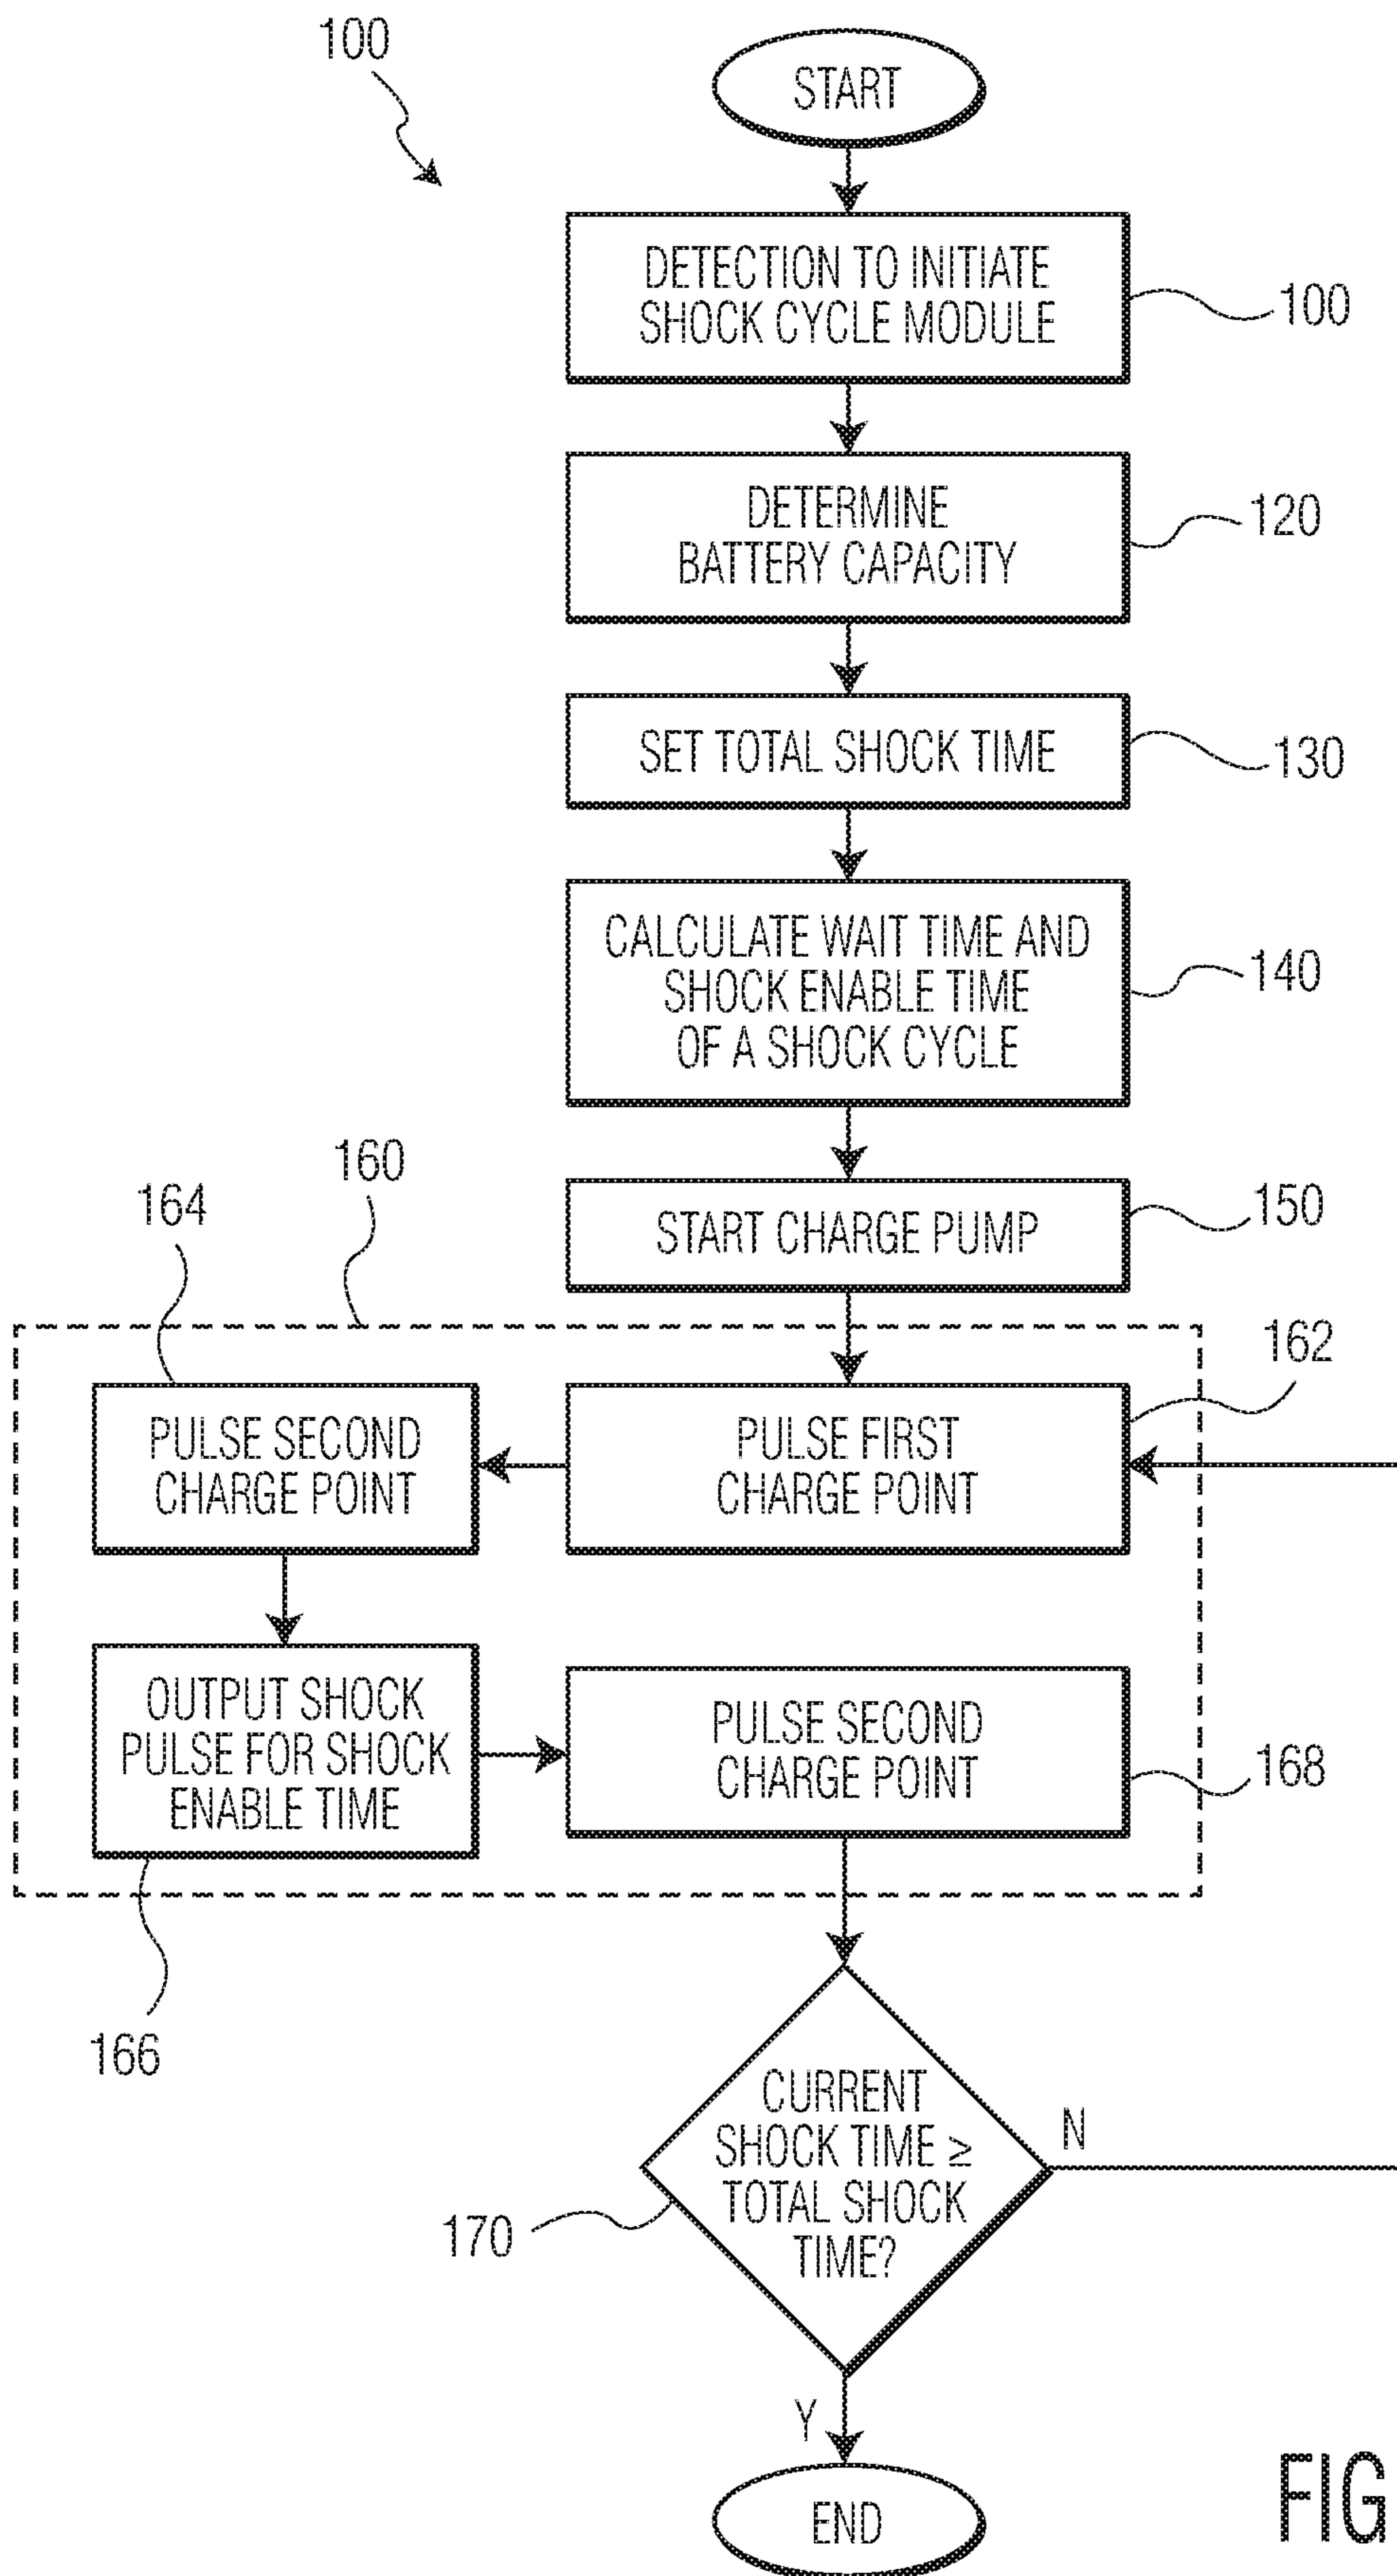 100
START
DETECTION TO INITIATE
SHOCK CYCLE MODULE
100
DETERMINE
BATTERY CAPACITY
120
SET TOTAL SHOCK TIME
130
CALCULATE WAIT TIME AND
SHOCK ENABLE TIME
OF A SHOCK CYCLE
140
160
164
START CHARGE PUMP
150
162
PULSE SECOND
CHARGE POINT
PULSE FIRST
CHARGE POINT
OUTPUT SHOCK
PULSE FOR SHOCK
ENABLE TIME
PULSE SECOND
CHARGE POINT
168
166
CURRENT
SHOCK TIME ≥
TOTAL SHOCK
TIME?
N
170
Y
END
FIG